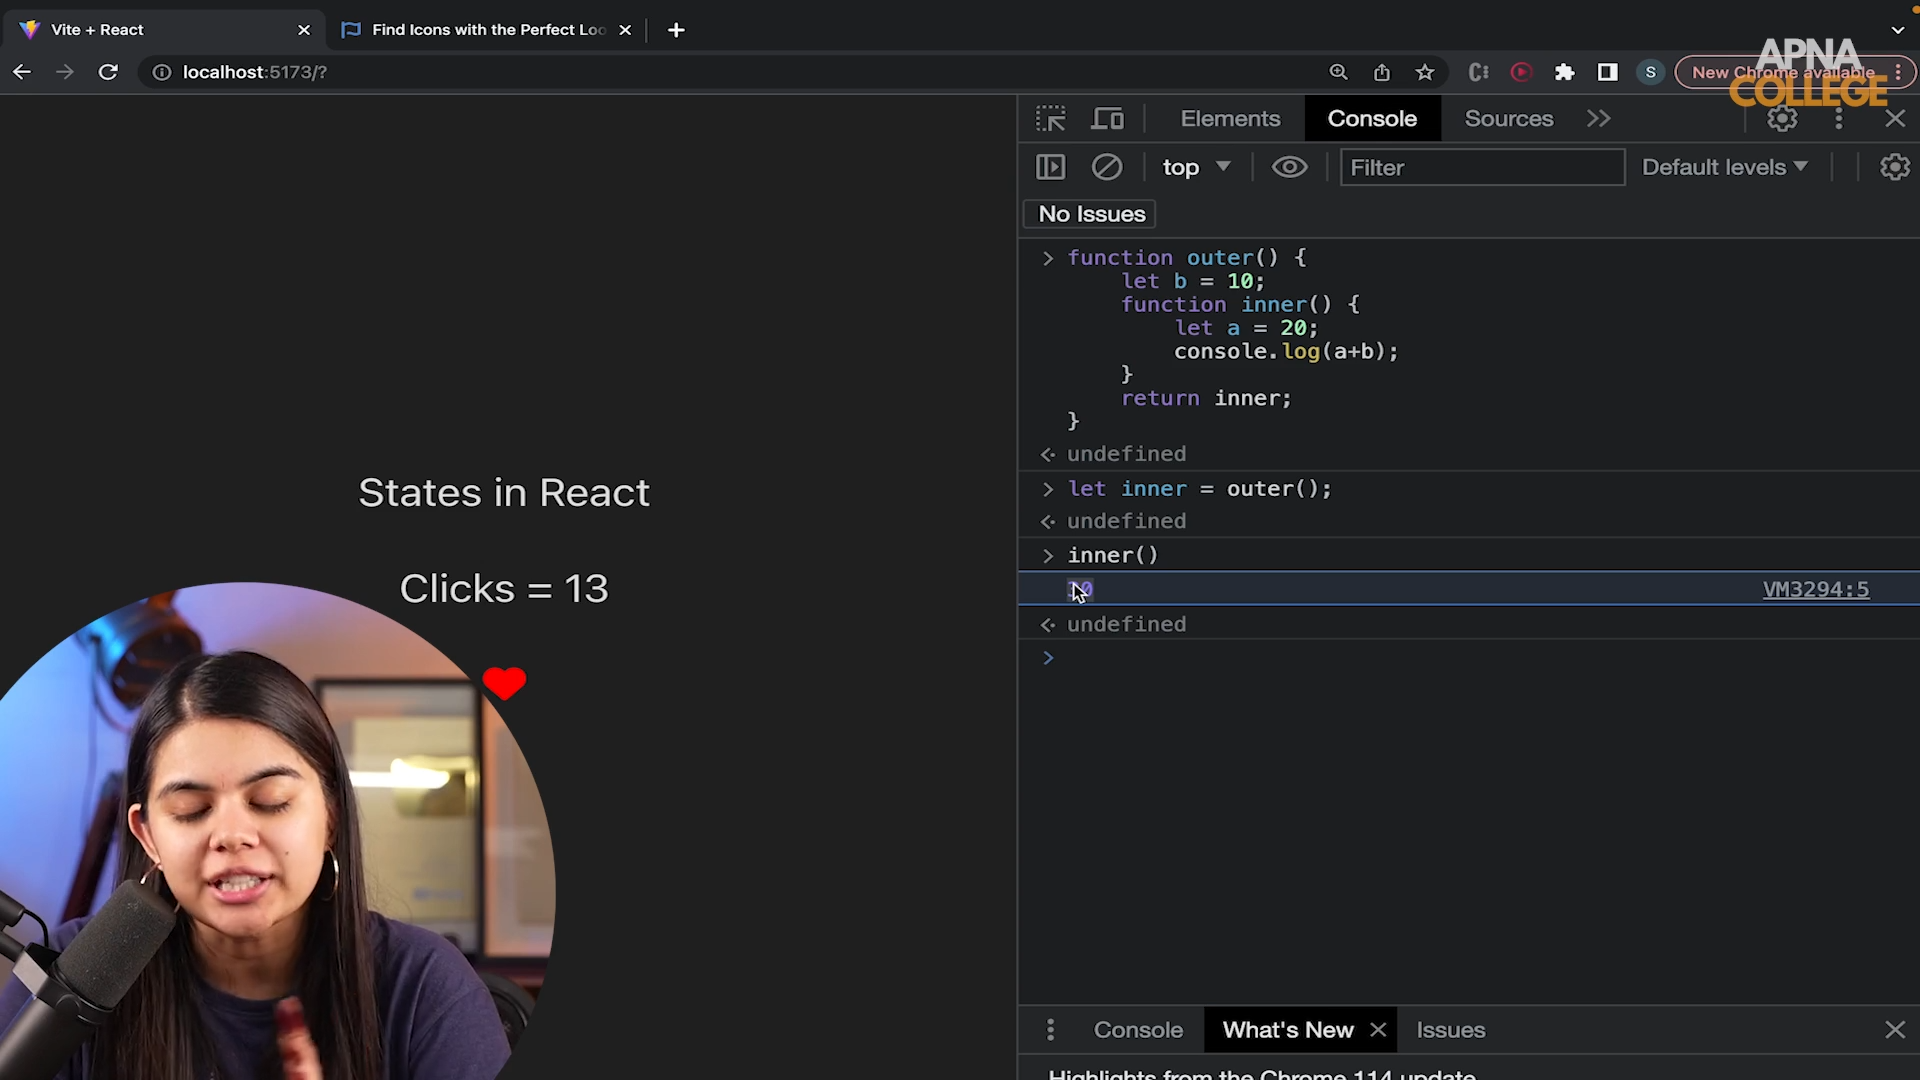 Vite + React
Find Icons with the Perfect Loo
localhost:5173/?
S
New Chrome available
APNA
COLLEGE
Elements
Console
Sources
top
Filter
Default levels
No Issues
function outer() {
let b = 10;
function inner() {
let a = 20;
console.log(a+b);
}
return inner;
}
undefined
let inner = outer();
undefined
inner()
VM3294:5
undefined
States in React
Clicks = 13
Console
What's New
Issues
Highlights from the Chrome 114 update